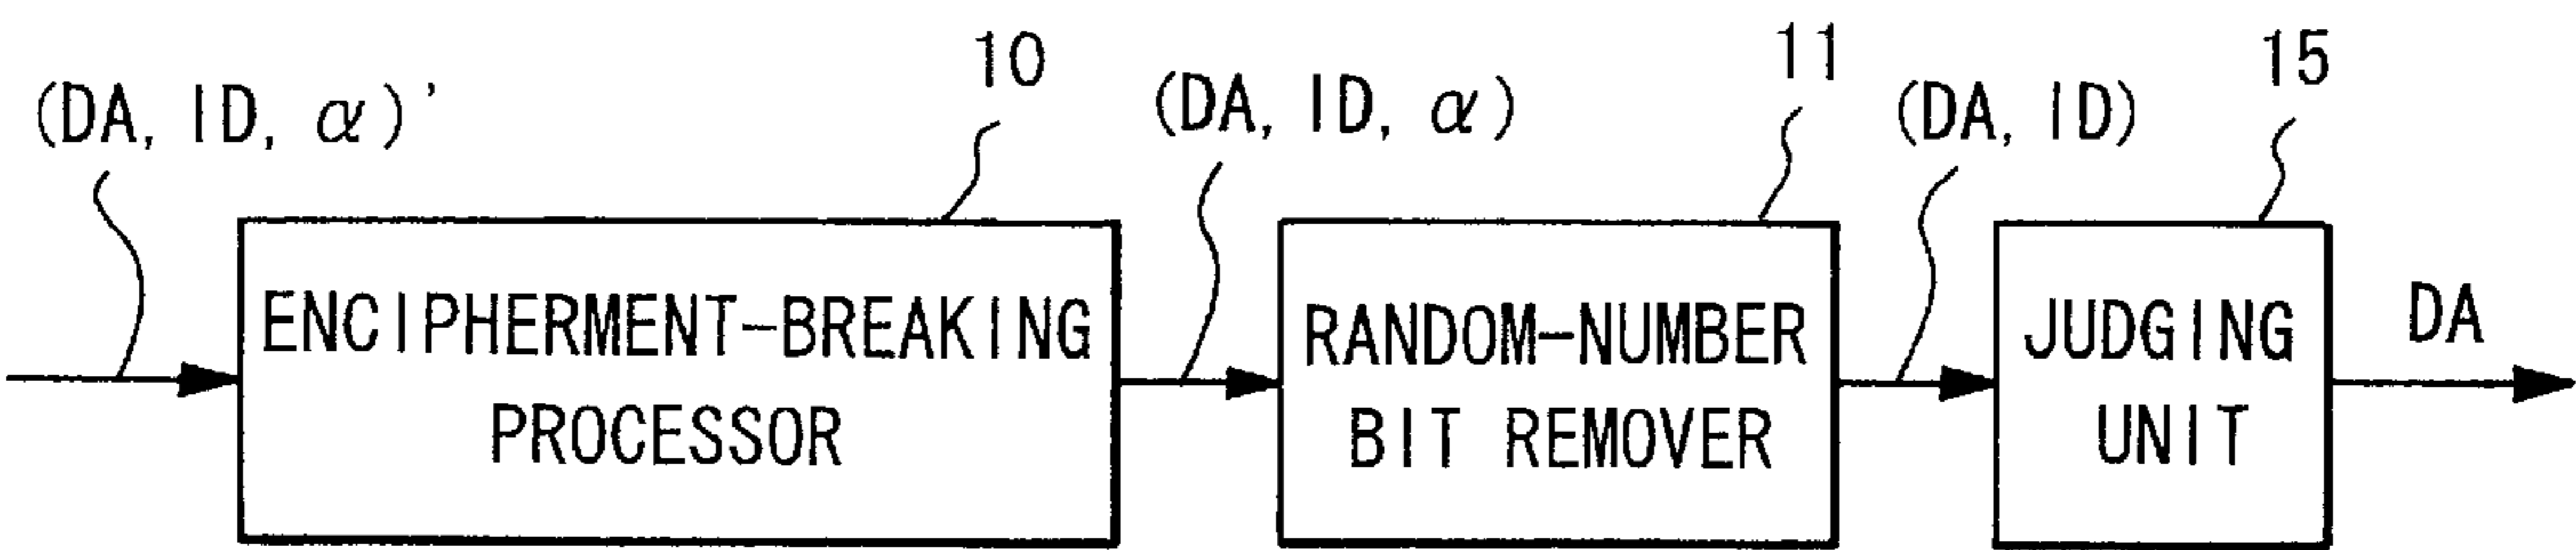 10
11
15
(DA, ID, α)'
(DA, ID, α)
(DA, ID)
ENCIPHERMENT-BREAKING
PROCESSOR
RANDOM-NUMBER
BIT REMOVER
JUDGING
UNIT
DA